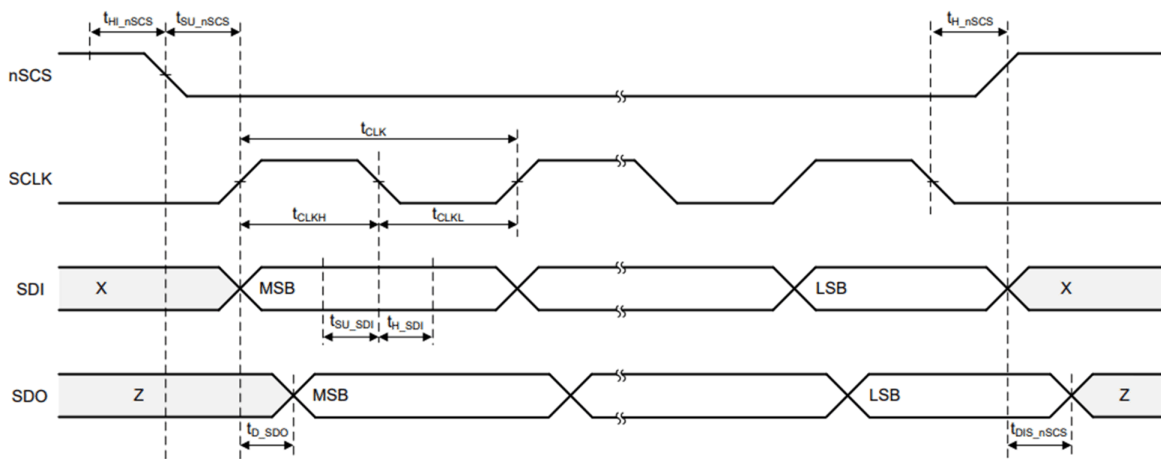 tHI_nSCS tSU_nSCS tH_nSCS
nSCS
tCLK
SCLK
tCLKH tCLKL
SDI X MSB LSB X
tSU_SDI tH_SDI
SDO Z MSB LSB Z
tD_SDO tDIS_nSCS